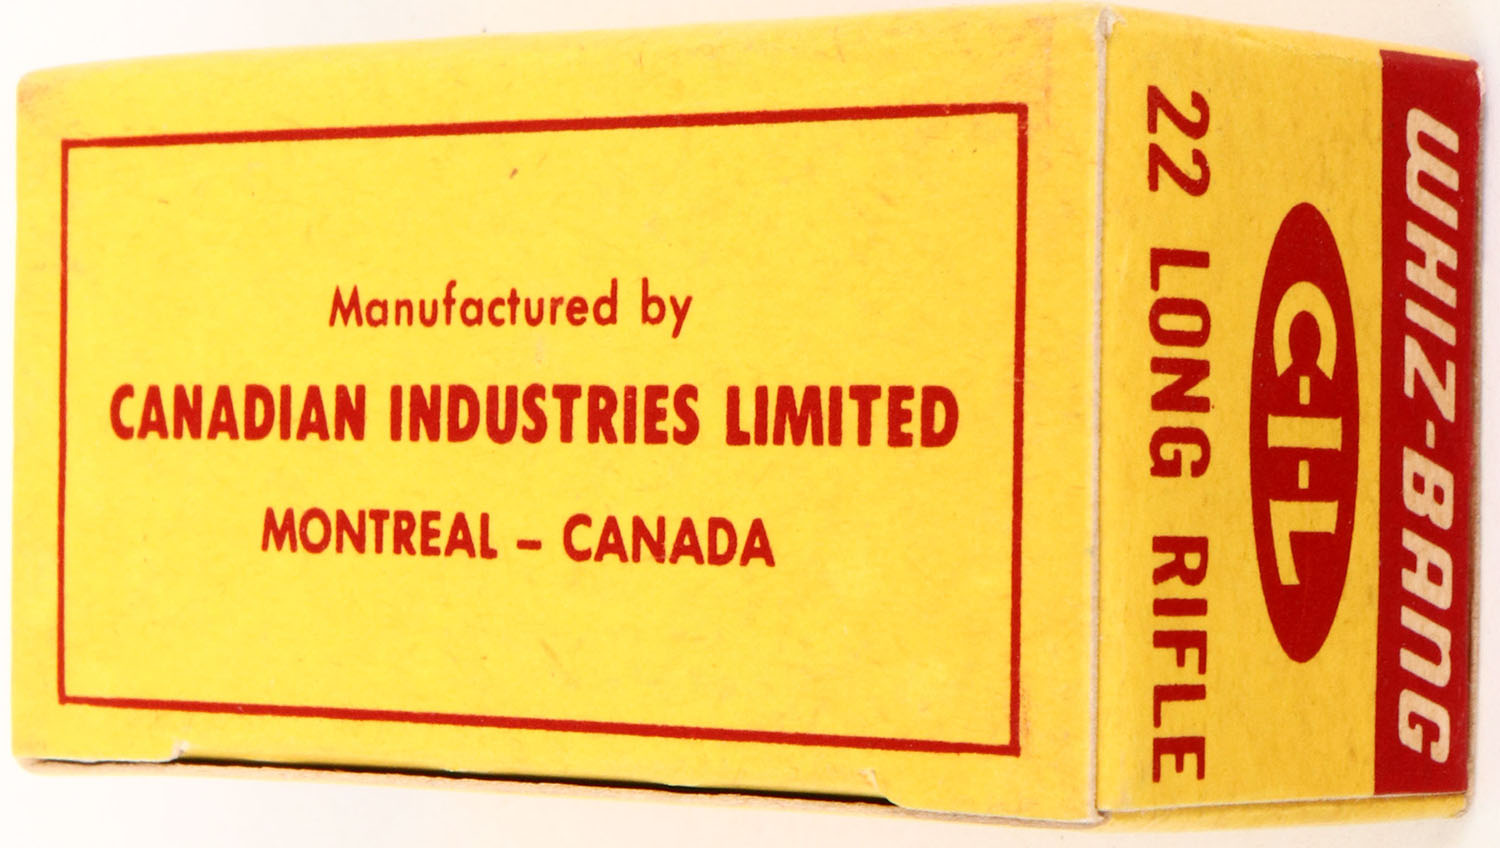 Manufactured by
CANADIAN INDUSTRIES LIMITED
MONTREAL – CANADA
WHIZ-BANG
C-I-L
22 LONG RIFLE